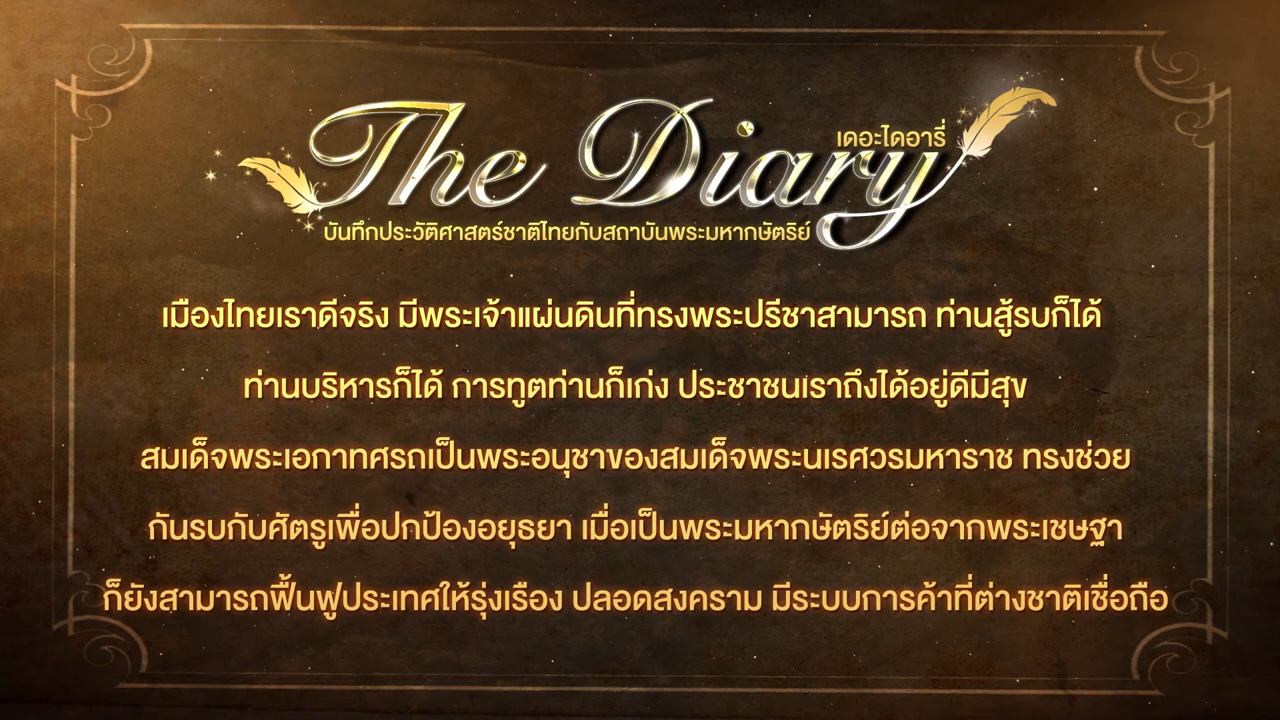 The Diary
เดอะไดอารี่
บันทึกประวัติศาสตร์ชาติไทยกับสถาบันพระมหากษัตริย์
เมืองไทยเราดีจริง มีพระเจ้าแผ่นดินที่ทรงพระปรีชาสามารถ ท่านสู้รบก็ได้
ท่านบริหารก็ได้ การทูตท่านก็เก่ง ประชาชนเราถึงได้อยู่ดีมีสุข
สมเด็จพระเอกาทศรถเป็นพระอนุชาของสมเด็จพระนเรศวรมหาราช ทรงช่วย
กันรบกับศัตรูเพื่อปกป้องอยุธยา เมื่อเป็นพระมหากษัตริย์ต่อจากพระเชษฐา
ก็ยังสามารถฟื้นฟูประเทศให้รุ่งเรือง ปลอดสงคราม มีระบบการค้าที่ต่างชาติเชื่อถือ